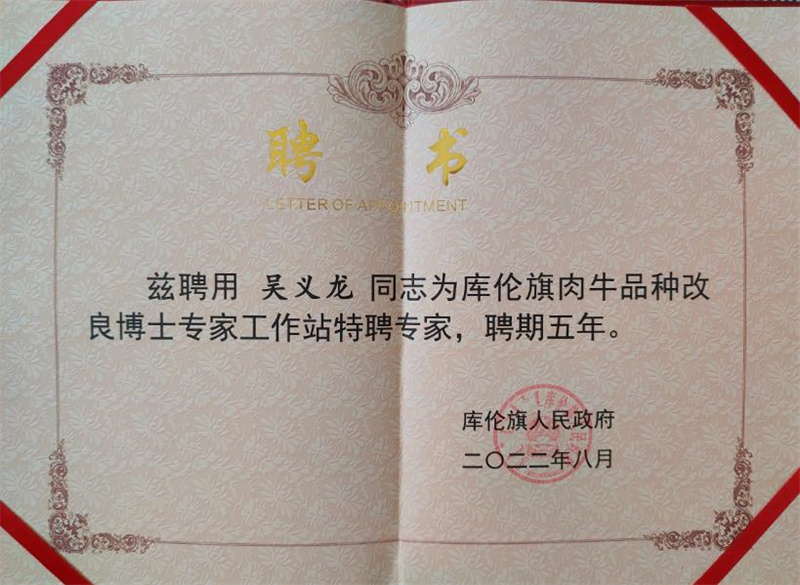 聘 书
LETTER OF APPOINTMENT
兹聘用 吴义龙 同志为库伦旗肉牛品种改
良博士专家工作站特聘专家，聘期五年。
库伦旗人民政府
二〇二二年八月